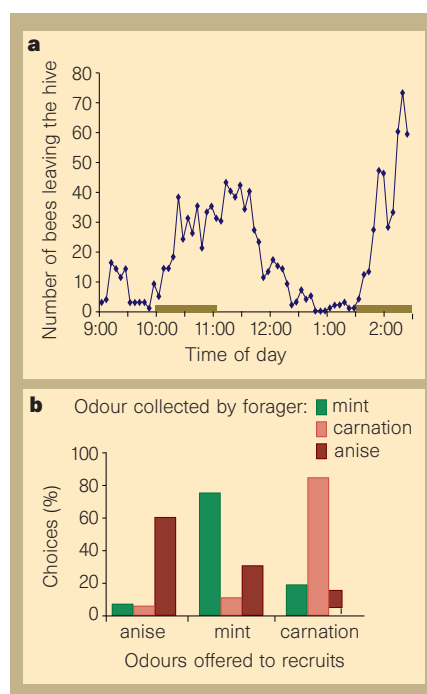 a
Number of bees leaving the hive
80
70
60
50
40
30
20
10
0
9:00 10:00 11:00 12:00 1:00 2:00
Time of day
b
Odour collected by forager: mint
carnation
anise
Choices (%)
100
80
60
40
20
0
anise mint carnation
Odours offered to recruits